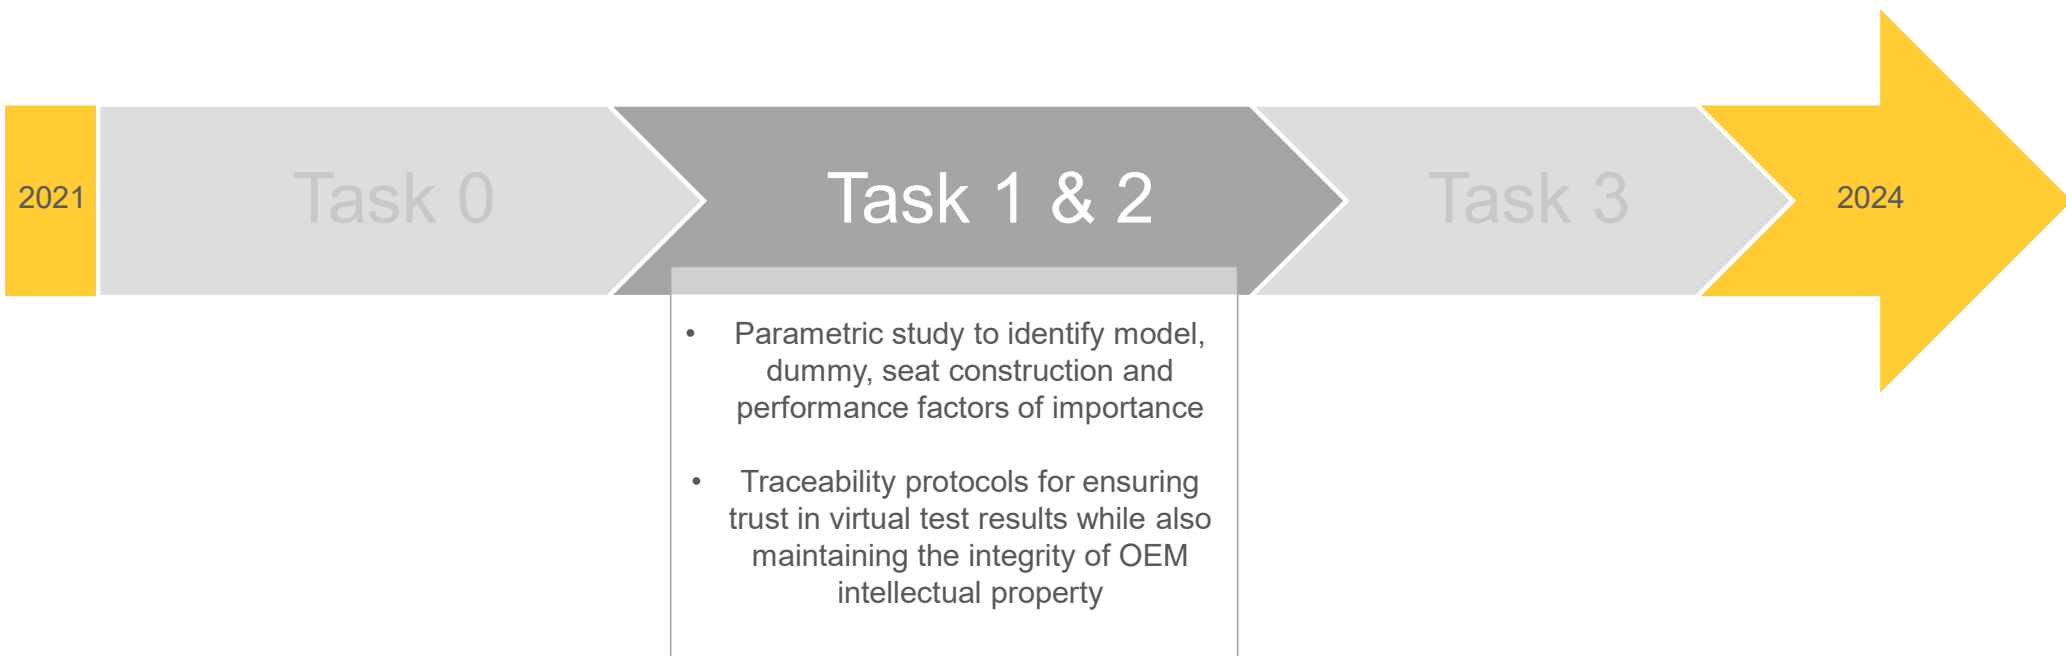 2021
Task 0
Task 1 & 2
Task 3
2024
• Parametric study to identify model,
dummy, seat construction and
performance factors of importance
• Traceability protocols for ensuring
trust in virtual test results while also
maintaining the integrity of OEM
intellectual property